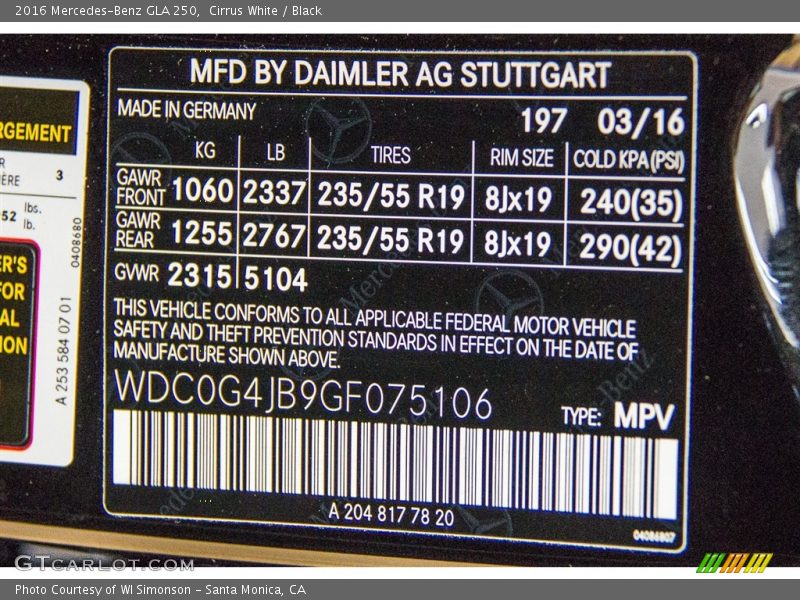 2016 Mercedes-Benz GLA 250, Cirrus White / Black
MFD BY DAIMLER AG STUTTGART
MADE IN GERMANY 197 03/16
KG LB TIRES RIM SIZE COLD KPA(PSI)
GAWR FRONT 1060 2337 235/55 R19 8Jx19 240(35)
GAWR REAR 1255 2767 235/55 R19 8Jx19 290(42)
GVWR 2315 5104
THIS VEHICLE CONFORMS TO ALL APPLICABLE FEDERAL MOTOR VEHICLE
SAFETY AND THEFT PREVENTION STANDARDS IN EFFECT ON THE DATE OF
MANUFACTURE SHOWN ABOVE.
WDC0G4JB9GF075106
TYPE: MPV
A 204 817 78 20
04086807
3
52 lbs.
lb.
0408680
A 253 584 07 01
GTCARLOT.COM
Photo Courtesy of WI Simonson - Santa Monica, CA